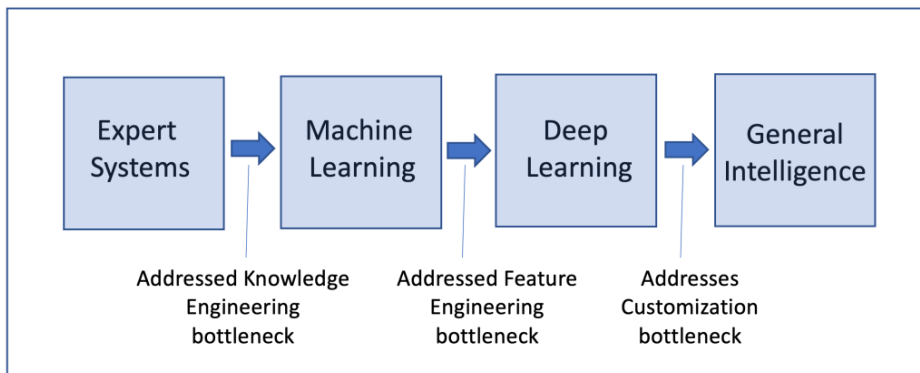 Expert
Systems
Machine
Learning
Deep
Learning
General
Intelligence
Addressed Knowledge
Engineering
bottleneck
Addressed Feature
Engineering
bottleneck
Addresses
Customization
bottleneck